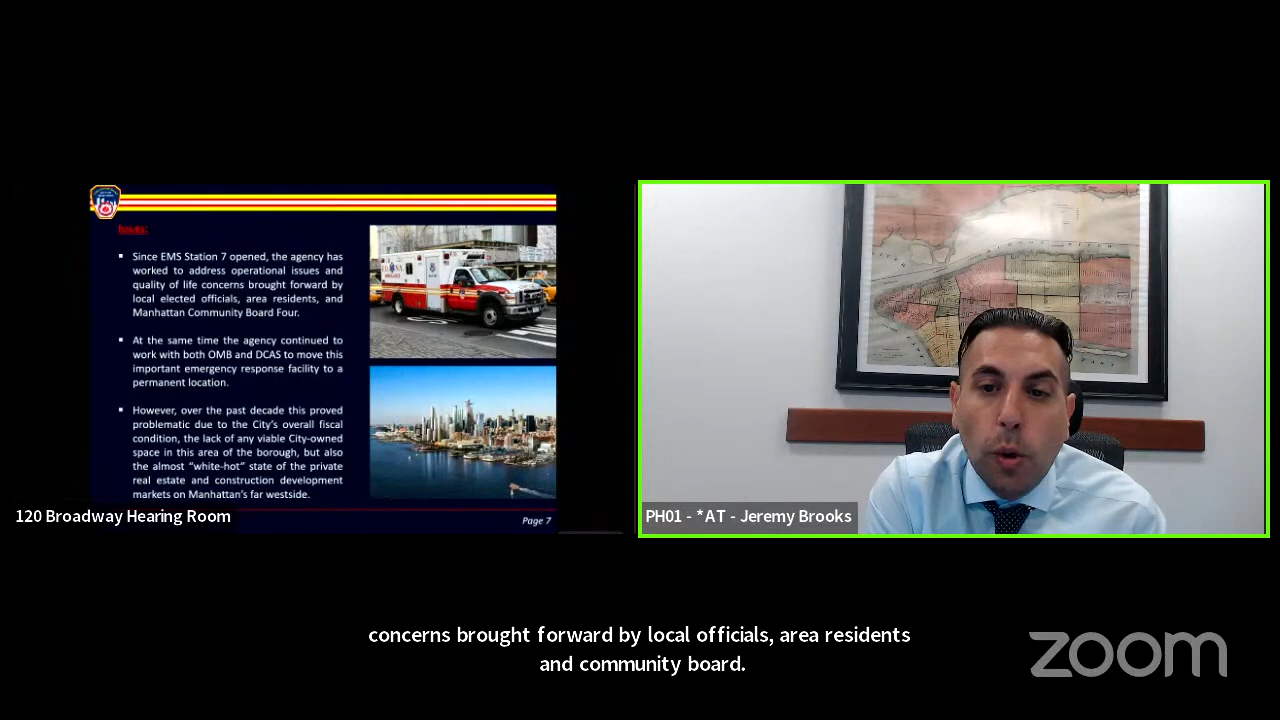 Issues:
Since EMS Station 7 opened, the agency has
worked to address operational issues and
quality of life concerns brought forward by
local elected officials, area residents, and
Manhattan Community Board Four.
At the same time the agency continued to
work with both OMB and DCAS to move this
important emergency response facility to a
permanent location.
However, over the past decade this proved
problematic due to the City's overall fiscal
condition, the lack of any viable City-owned
space in this area of the borough, but also
the almost "white-hot" state of the private
real estate and construction development
markets on Manhattan's far westside.
Page 7
120 Broadway Hearing Room
PH01 - *AT - Jeremy Brooks
concerns brought forward by local officials, area residents
and community board.
zoom